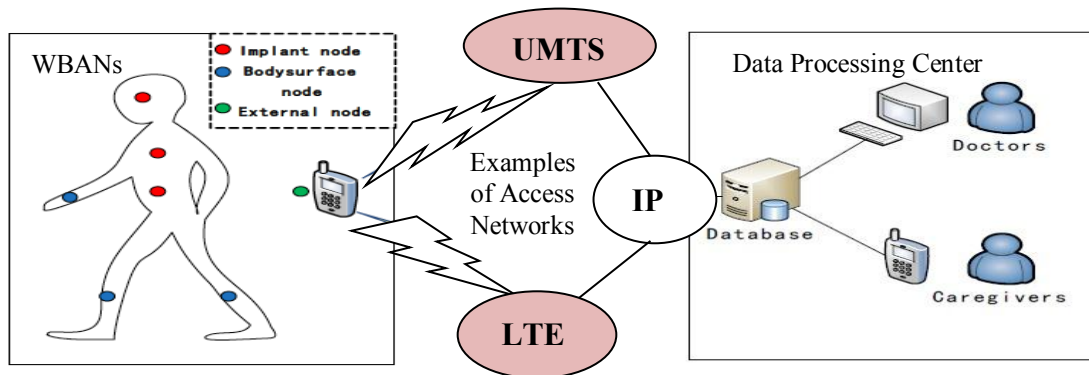 WBANs
Implant node
Bodysurface
node
External node
UMTS
Examples
of Access
Networks
IP
LTE
Data Processing Center
Doctors
Database
Caregivers